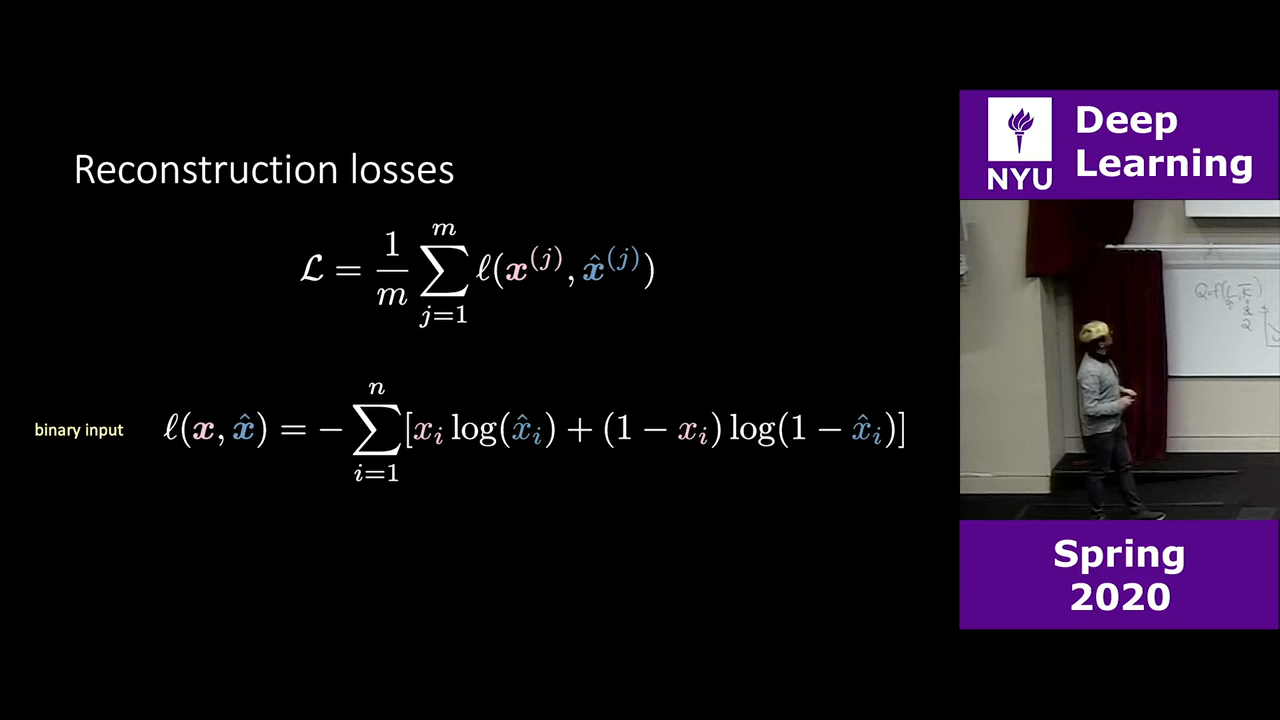 Reconstruction losses
𝓛 = 1/m ∑_{j=1}^{m} ℓ(x^{(j)}, x̂^{(j)})
binary input ℓ(x, x̂) = − ∑_{i=1}^{n} [x_i log(x̂_i) + (1 − x_i) log(1 − x̂_i)]
NYU
Deep
Learning
Spring
2020